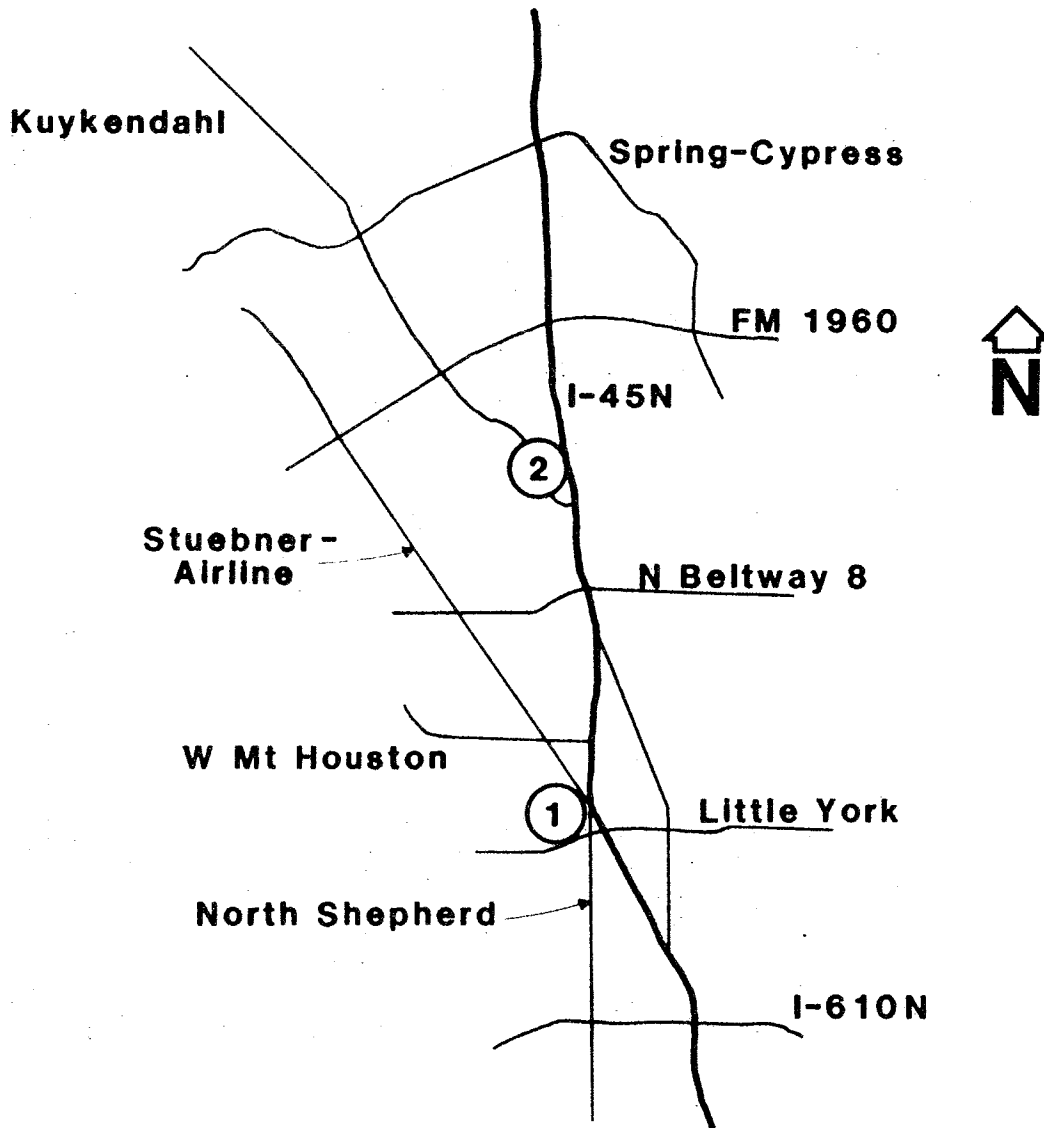 Kuykendahl
Spring-Cypress
FM 1960
N
I-45N
2
Stuebner-
Airline
N Beltway 8
W Mt Houston
1
Little York
North Shepherd
I-610N